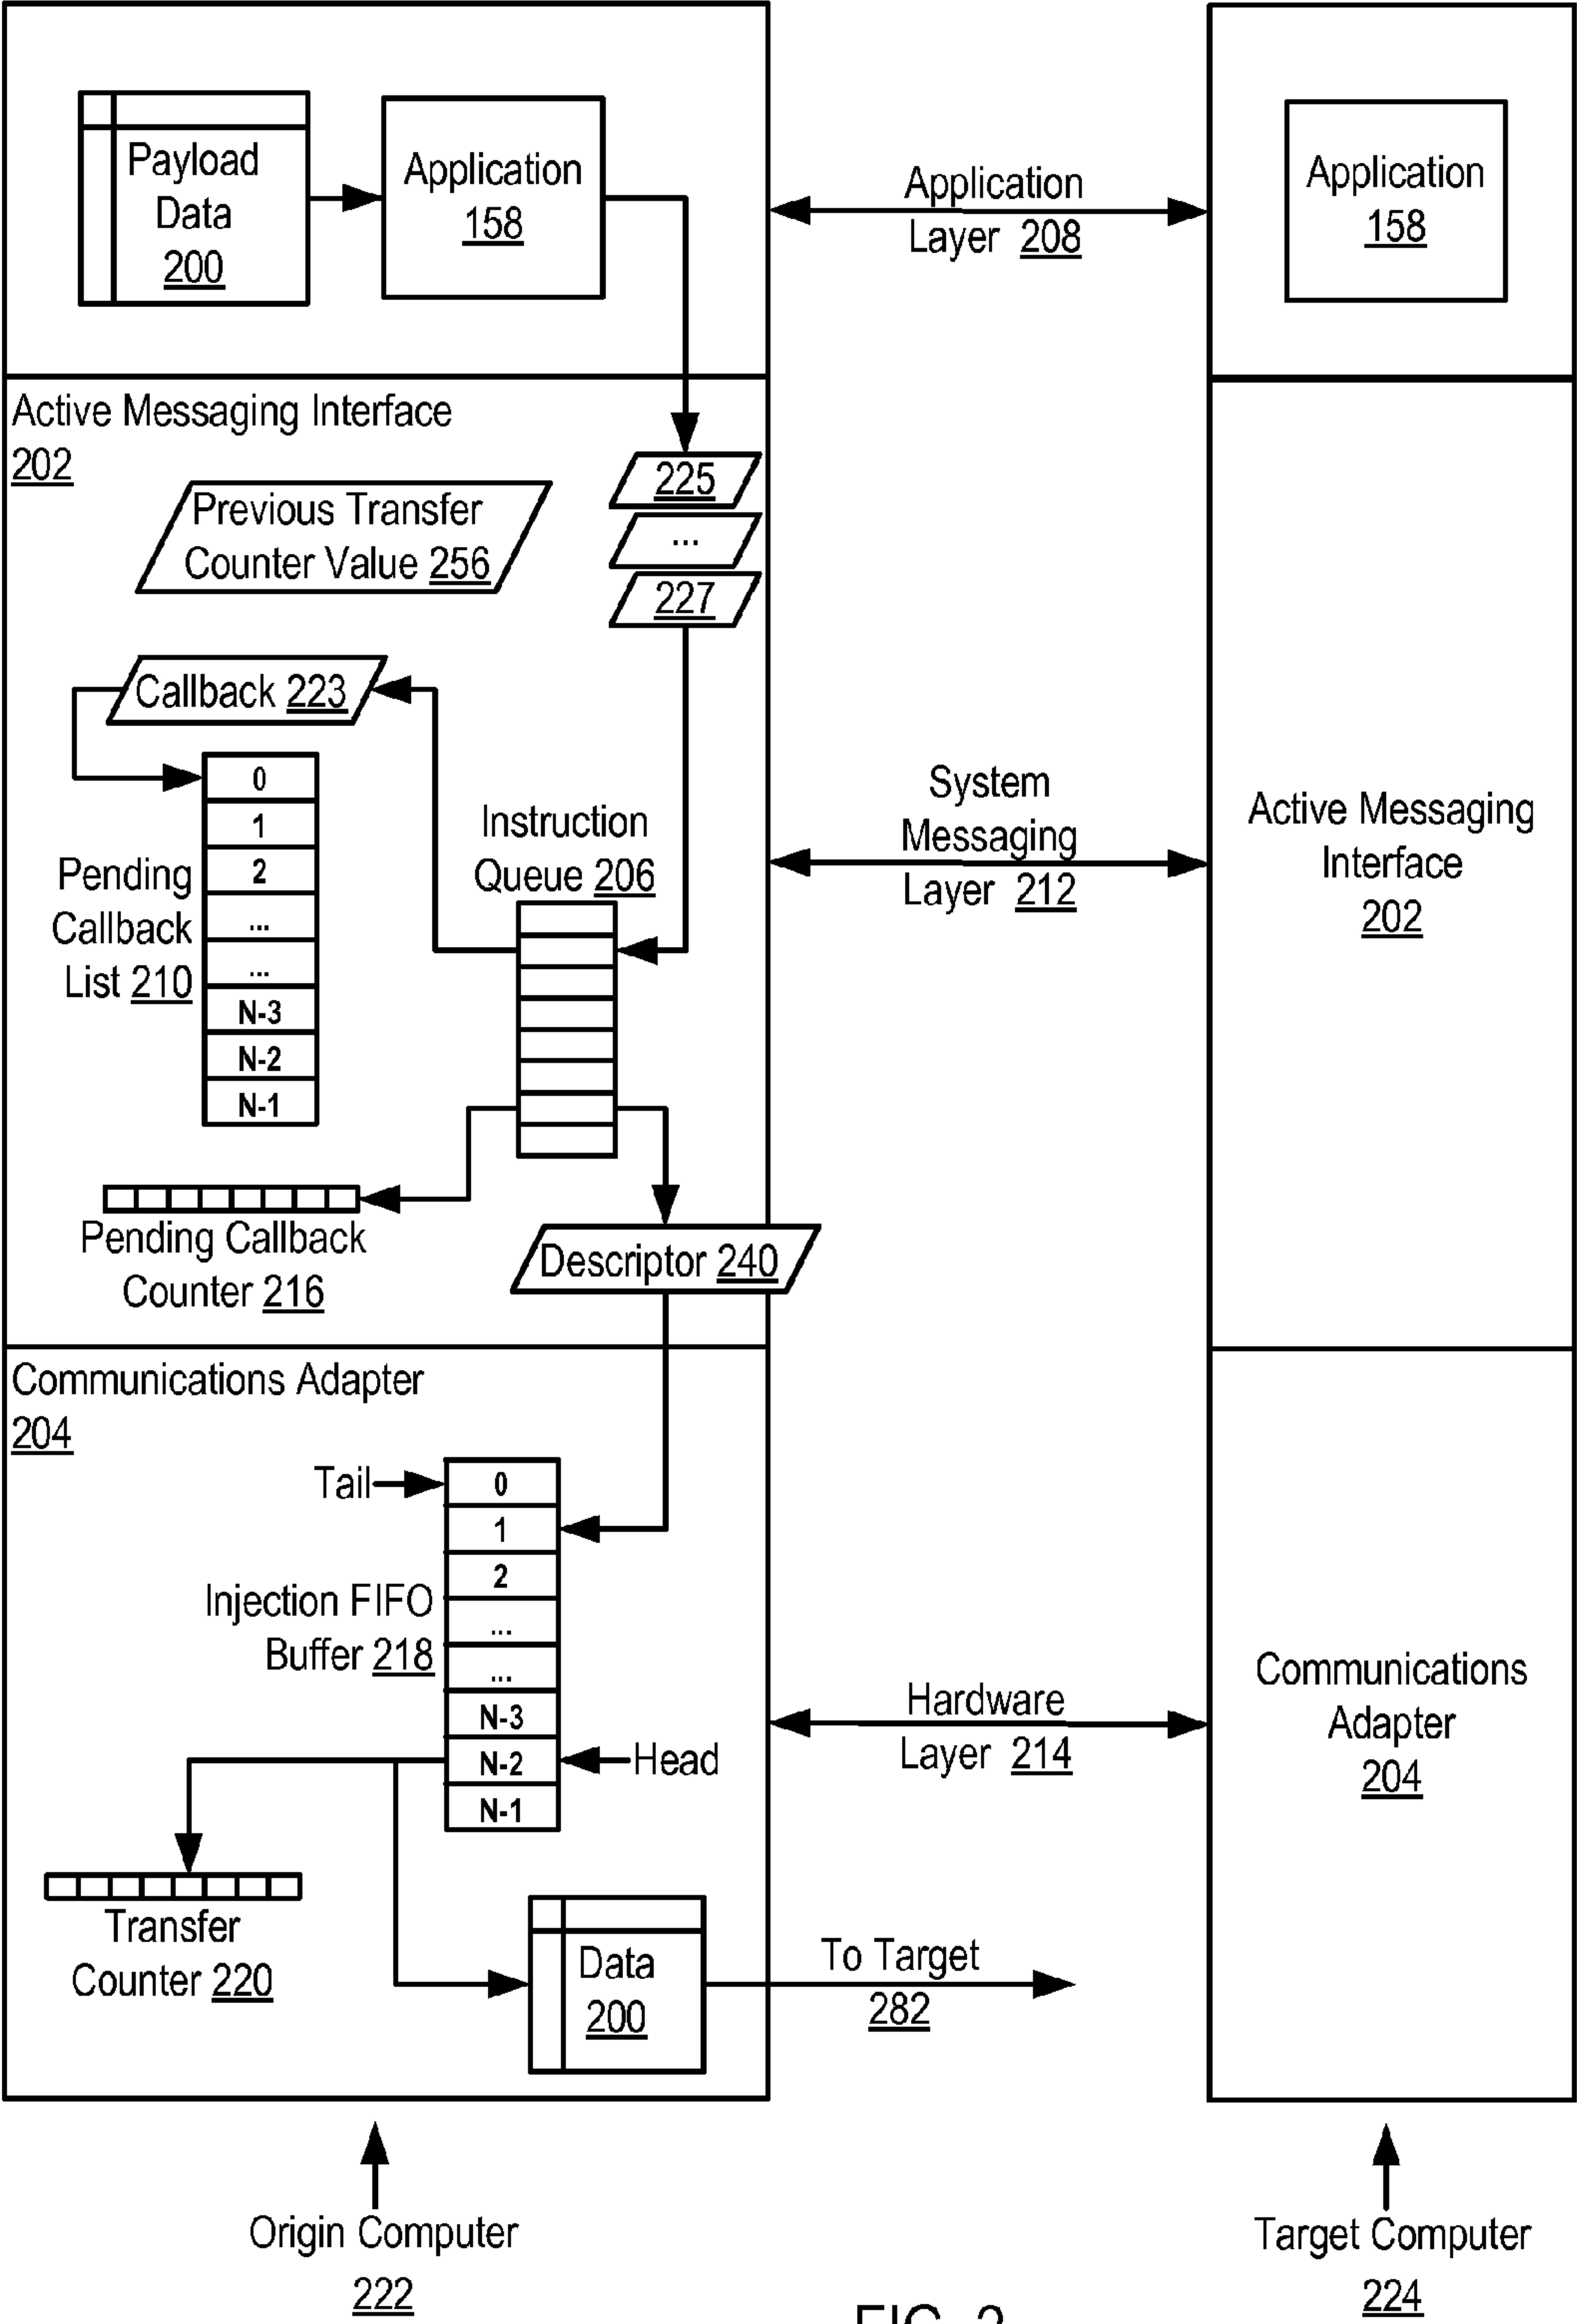 Payload
Data
200
Application
158
Application
Layer 208
Application
158
Active Messaging Interface
202
225
...
227
Previous Transfer
Counter Value 256
Callback 223
0
1
2
...
...
N-3
N-2
N-1
Pending
Callback
List 210
Instruction
Queue 206
System
Messaging
Layer 212
Active Messaging
Interface
202
Pending Callback
Counter 216
Descriptor 240
Communications Adapter
204
Tail
0
1
2
...
...
N-3
N-2
N-1
Injection FIFO
Buffer 218
Head
Hardware
Layer 214
Communications
Adapter
204
Transfer
Counter 220
Data
200
To Target
282
Origin Computer
222
Target Computer
224